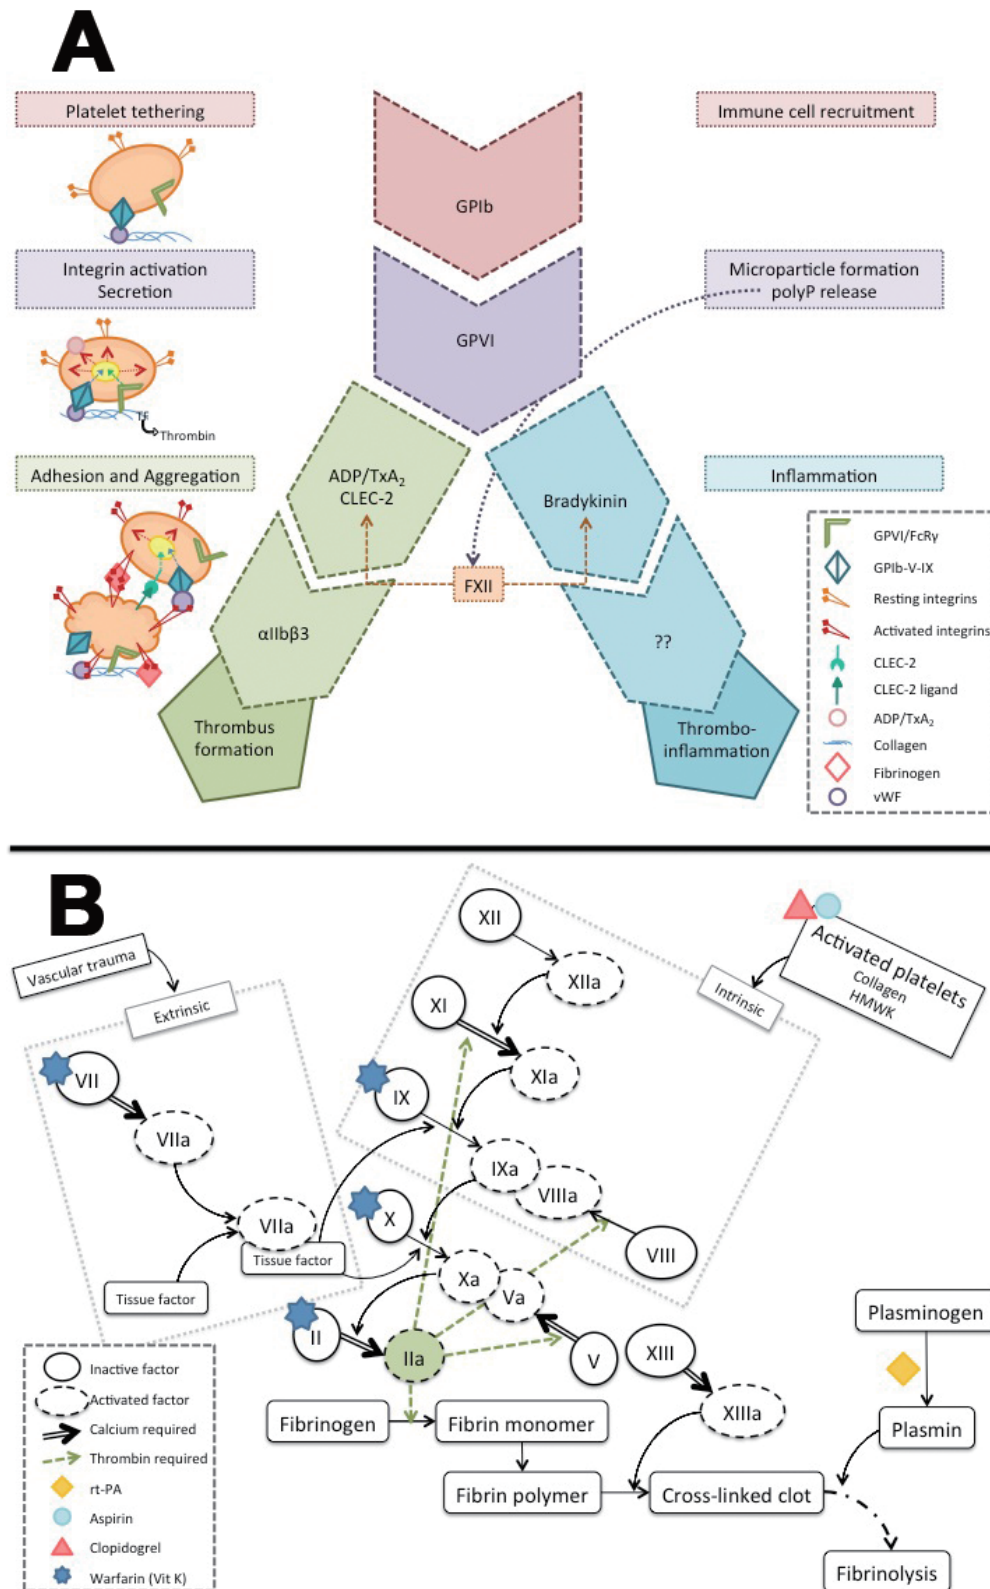 A
Platelet tethering
Immune cell recruitment
GPIb
Integrin activation
Secretion
Microparticle formation
polyP release
GPVI
TF
Thrombin
Adhesion and Aggregation
ADP/TxA₂
CLEC-2
Bradykinin
Inflammation
FXII
αIIbβ3
??
Thrombus
formation
Thrombo-
inflammation
GPVI/FcRγ
GPIb-V-IX
Resting integrins
Activated integrins
CLEC-2
CLEC-2 ligand
ADP/TxA₂
Collagen
Fibrinogen
vWF
B
Vascular trauma
Extrinsic
VII
VIIa
VIIa
Tissue factor
Tissue factor
XII
XIIa
XI
XIa
IX
IXa
VIIIa
VIII
Intrinsic
Activated platelets
Collagen
HMWK
X
Xa
Va
V
II
IIa
XIII
XIIIa
Fibrinogen
Fibrin monomer
Fibrin polymer
Cross-linked clot
Plasminogen
Plasmin
Fibrinolysis
Inactive factor
Activated factor
Calcium required
Thrombin required
rt-PA
Aspirin
Clopidogrel
Warfarin (Vit K)